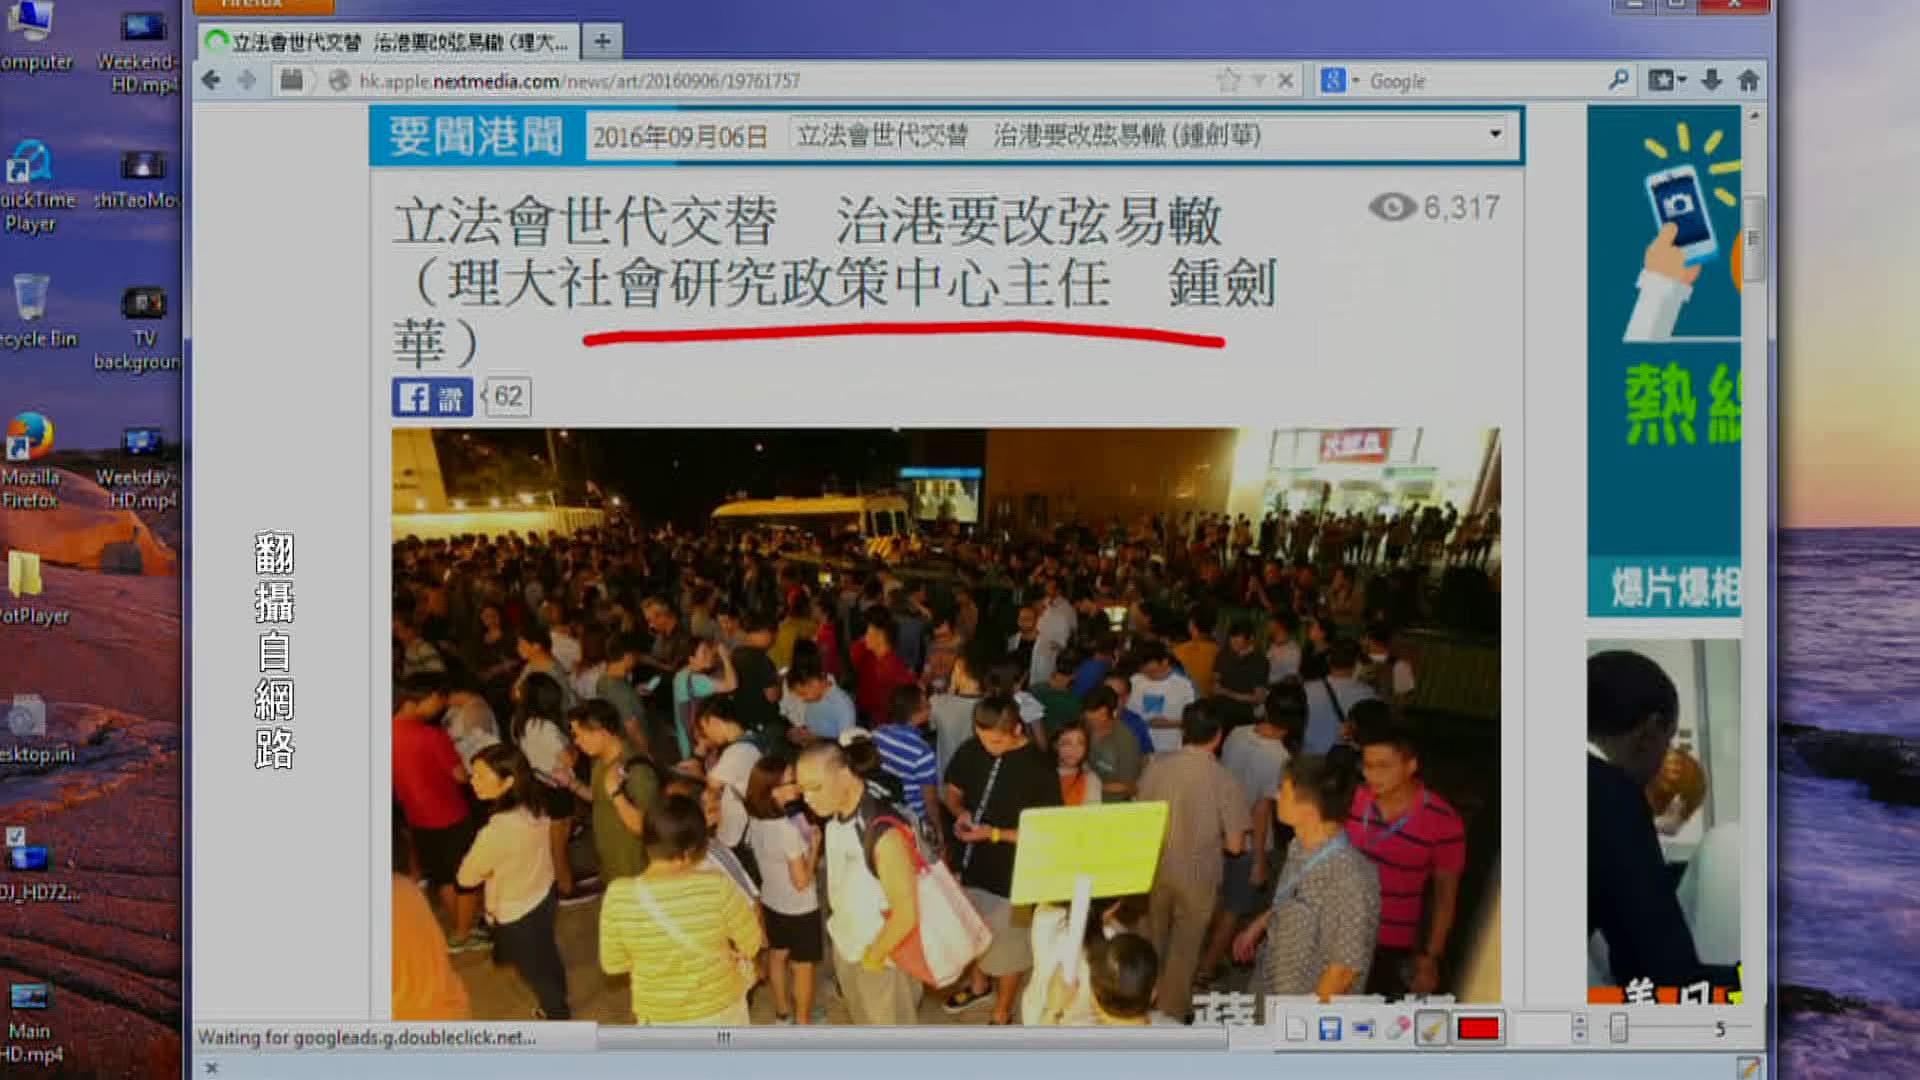 Firefox
立法會世代交替　治港要改弦易轍 (理大...
hk.apple.nextmedia.com/news/art/20160906/19761757
Google
要聞港聞
2016年09月06日
立法會世代交替　治港要改弦易轍 (鍾劍華)
立法會世代交替　治港要改弦易轍
（理大社會研究政策中心主任　鍾劍
華）
6,317
讚
62
翻攝自網路
爆片爆相
Waiting for googleads.g.doubleclick.net...
5
omputer
Weekend-
HD.mp4
uickTime
Player
shiTaoMo
ecycle Bin
TV
backgroun
Mozilla
Firefox
Weekday-
HD.mp4
PotPlayer
esktop.ini
DJ_HD72...
Main
HD.mp4